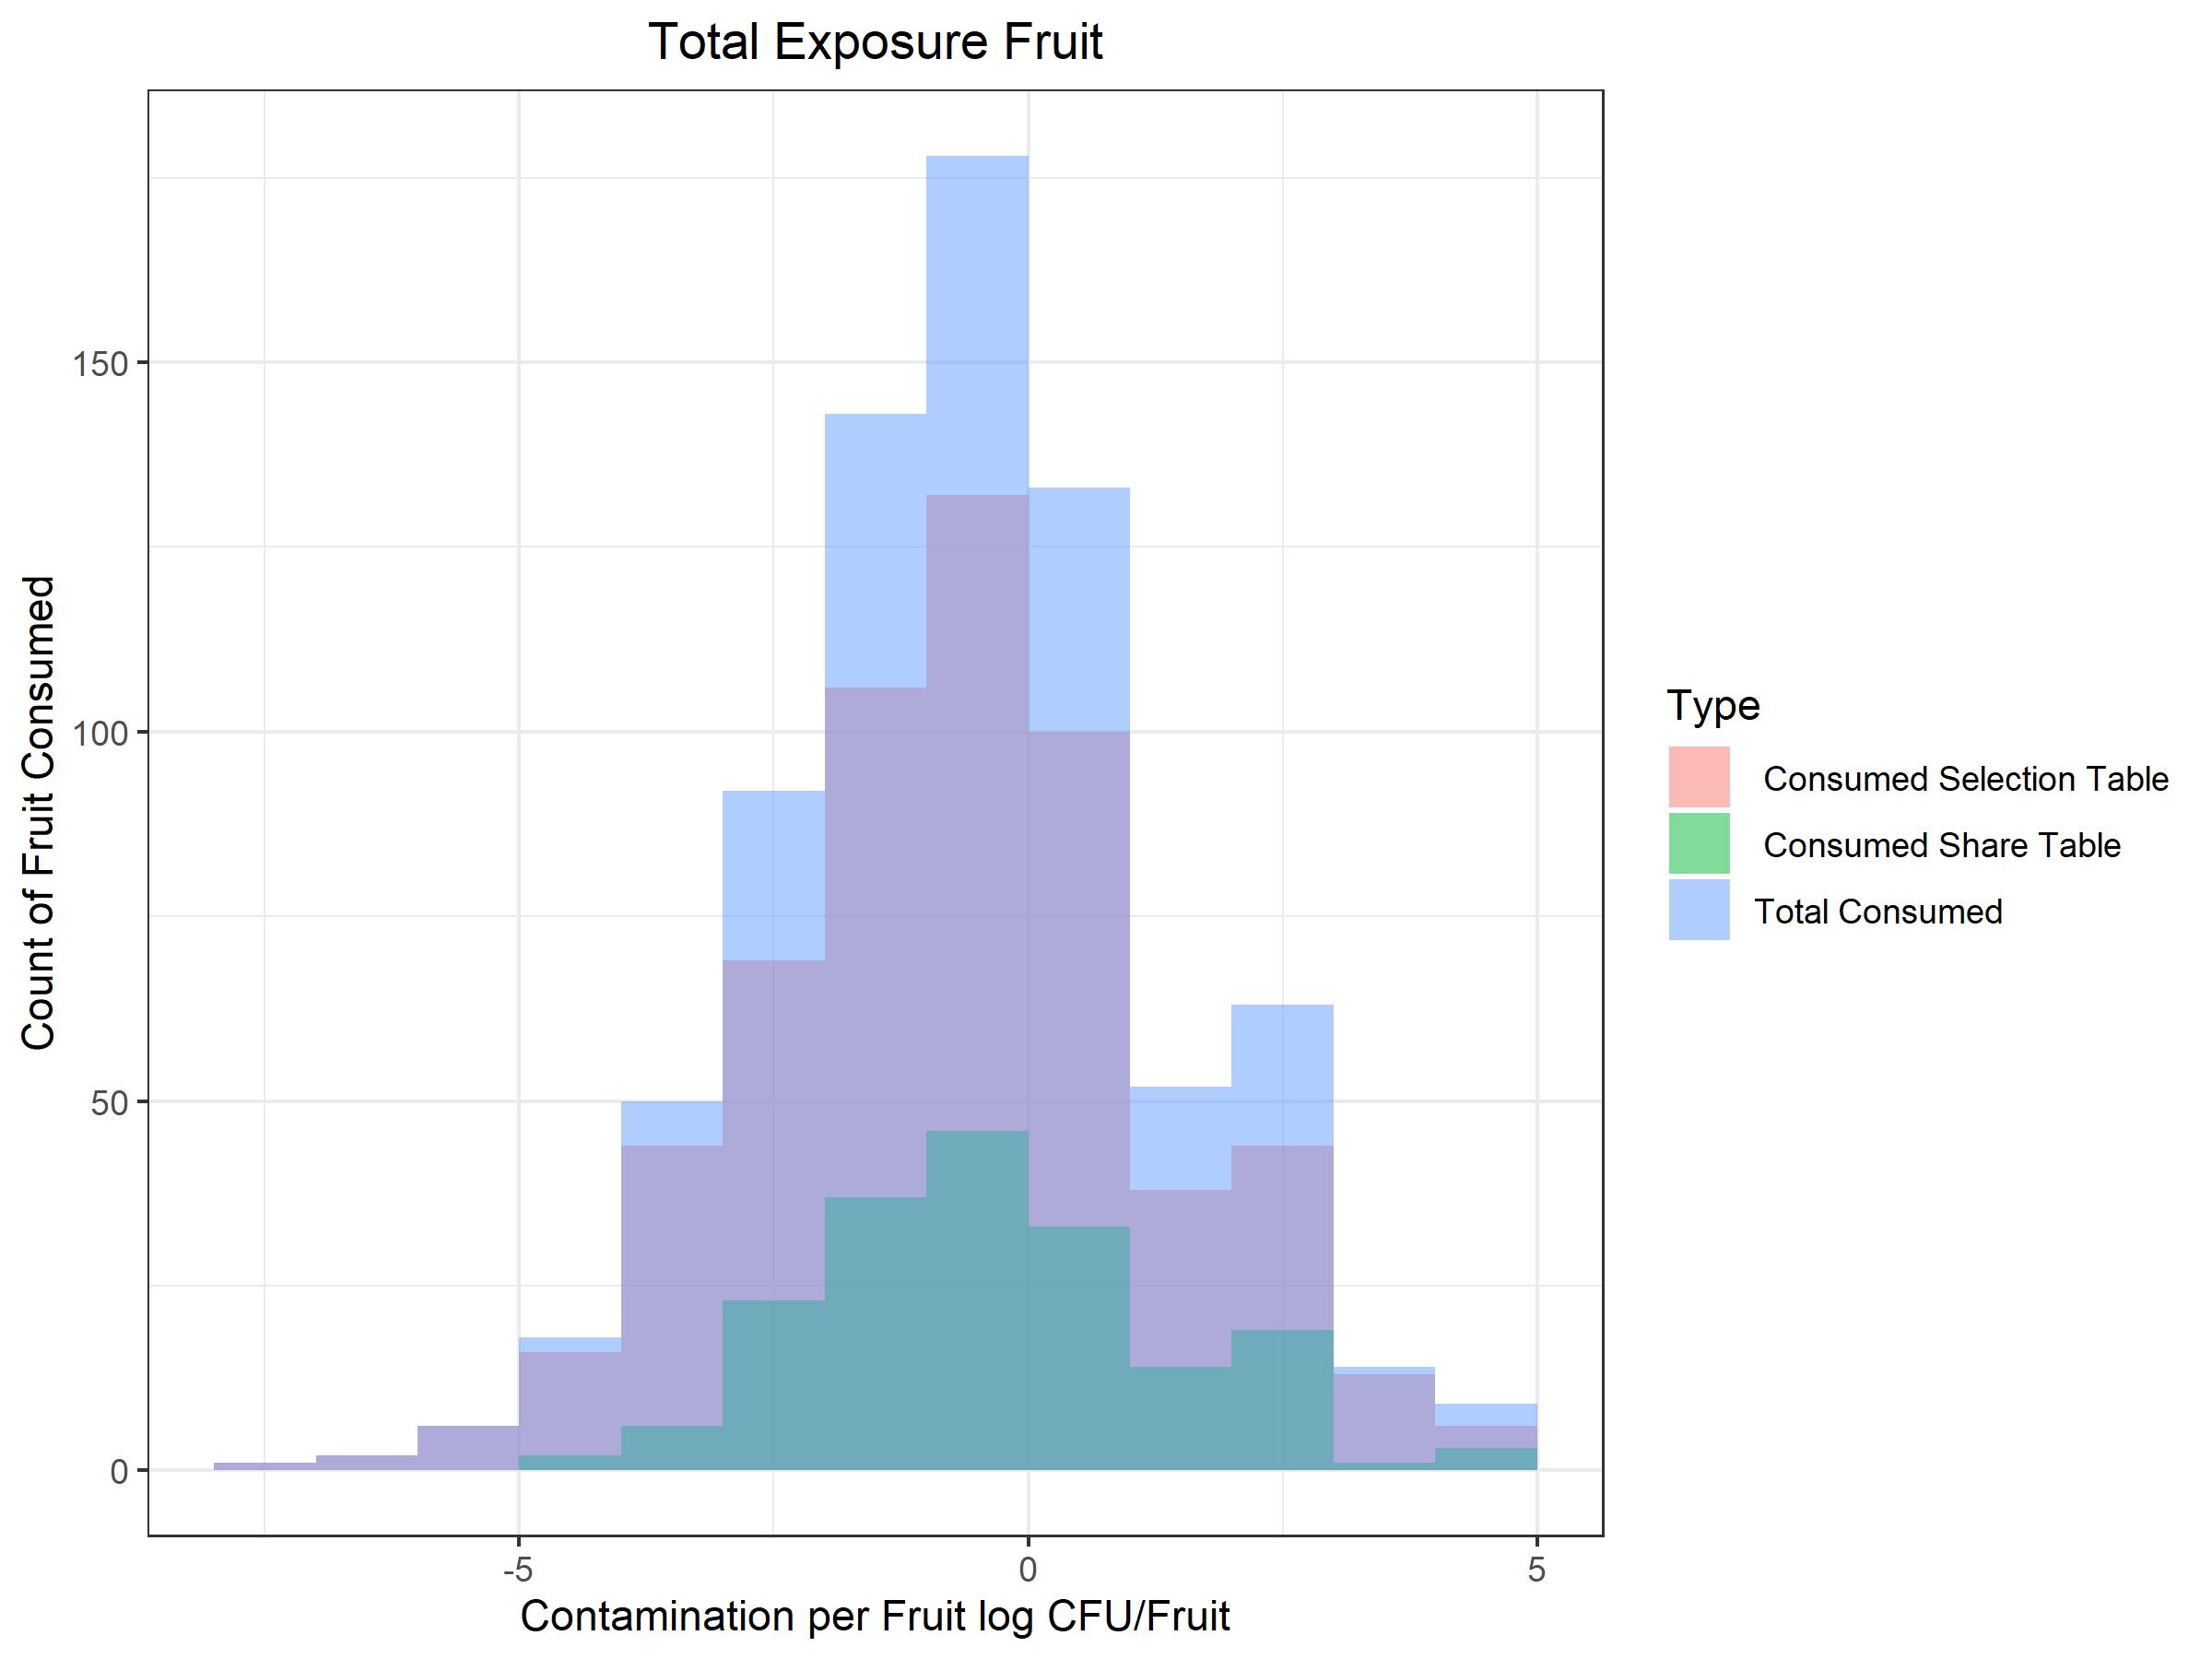 Total Exposure Fruit
Count of Fruit Consumed
150
100
50
0
-5
0
5
Contamination per Fruit log CFU/Fruit
Type
Consumed Selection Table
Consumed Share Table
Total Consumed